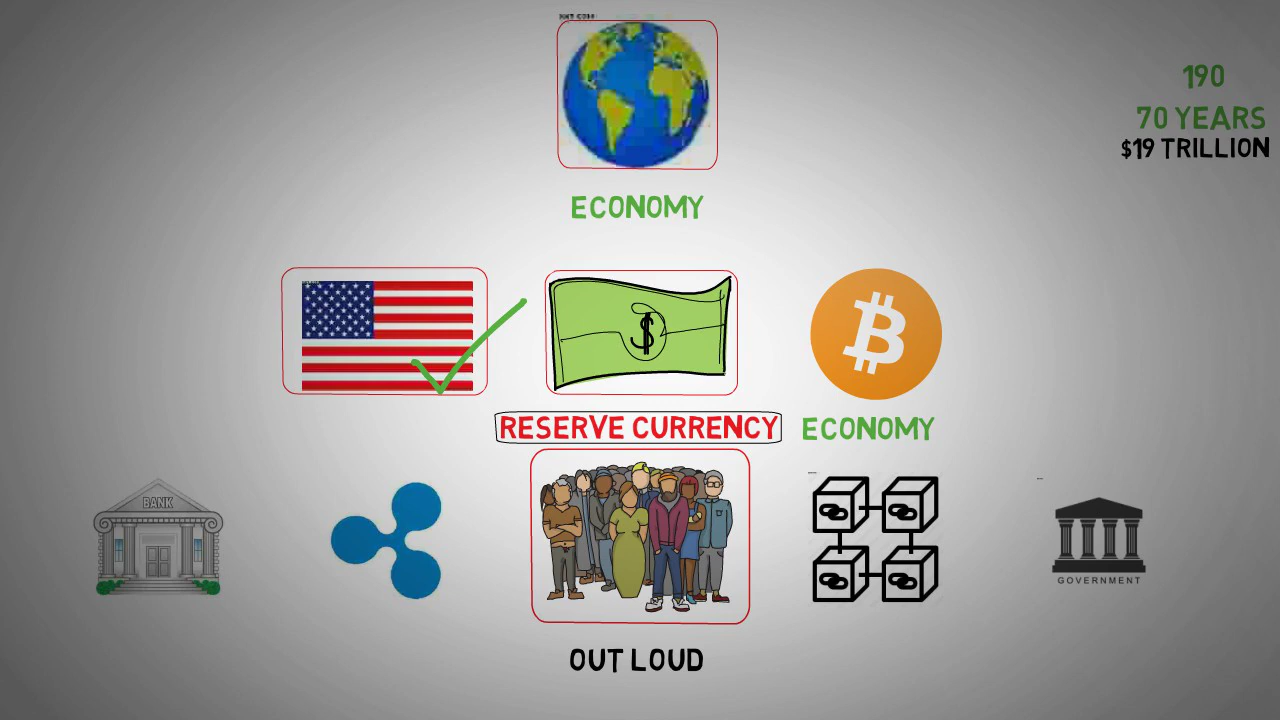 190
70 YEARS
$19 TRILLION
ECONOMY
$
RESERVE CURRENCY
ECONOMY
BANK
GOVERNMENT
OUT LOUD